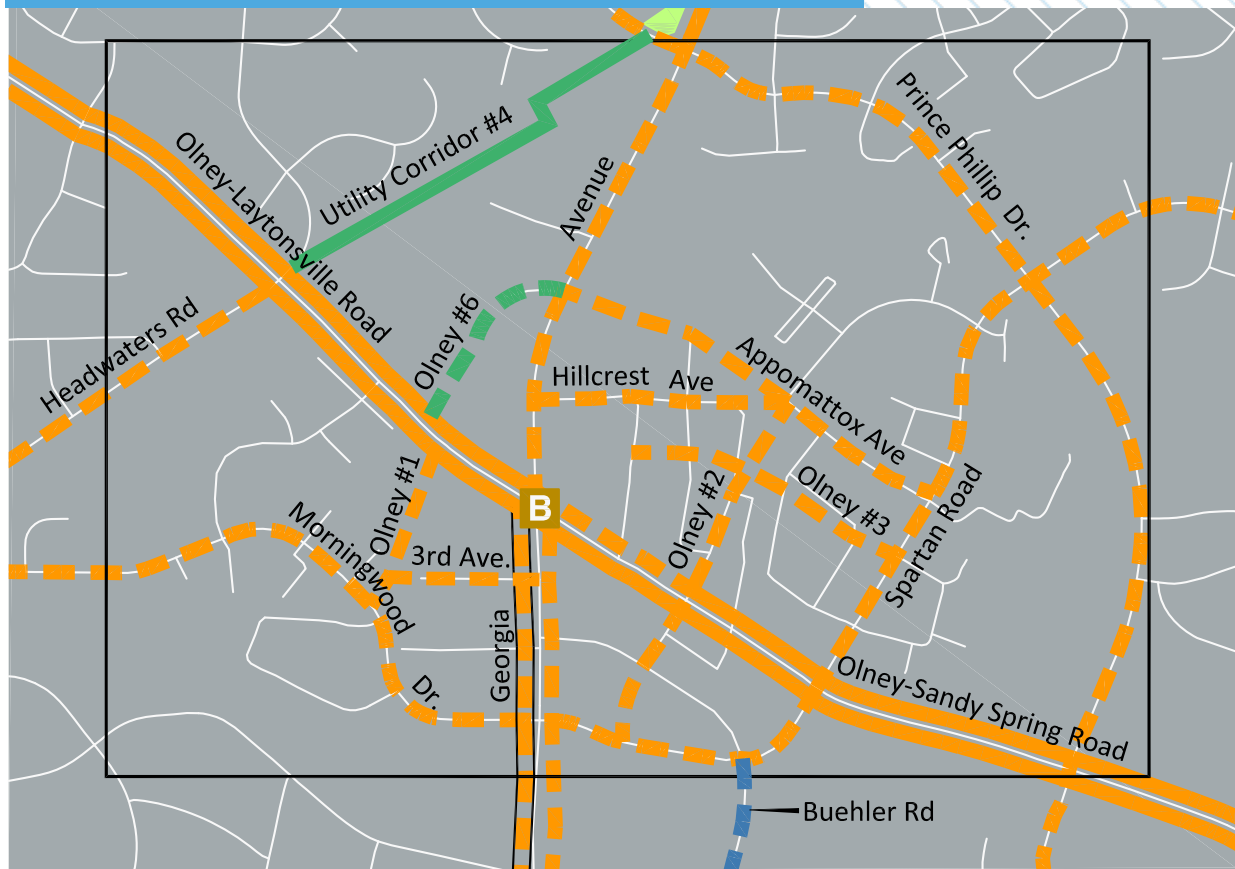 Prince Phillip Dr.
Olney-Laytonsville Road
Utility Corridor #4
Avenue
Headwaters Rd
Olney #6
Hillcrest Ave
Appomattox Ave
Olney #1
B
Olney #2
Olney #3
Spartan Road
Morningwood
Dr.
3rd Ave.
Georgia
Olney-Sandy Spring Road
Buehler Rd